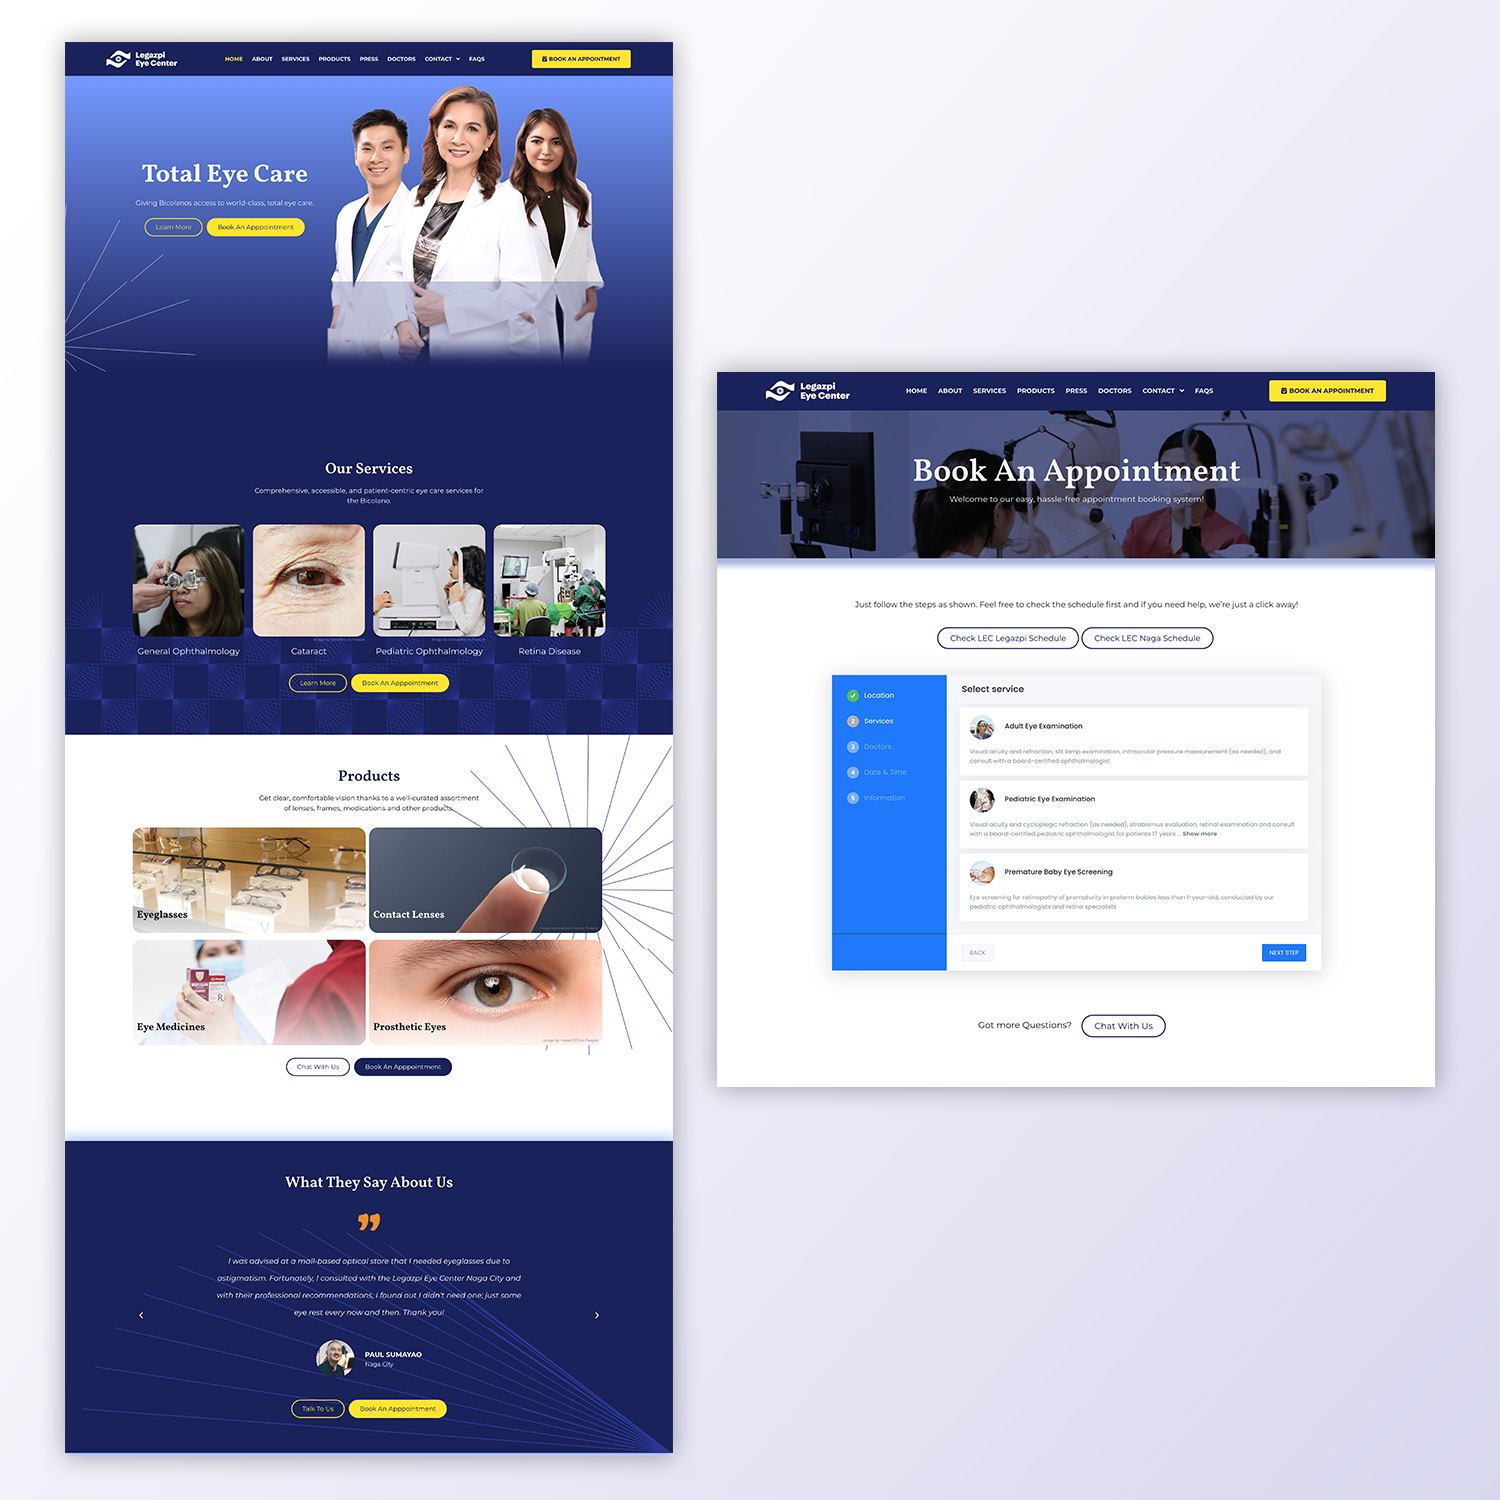 Legazpi
Eye Center
HOME ABOUT SERVICES PRODUCTS PRESS DOCTORS CONTACT FAQS
BOOK AN APPOINTMENT
Total Eye Care
Giving Bicolanos access to world-class, total eye care.
Learn More Book An Apppointment
Our Services
Comprehensive, accessible, and patient-centric eye care services for
the Bicolano.
General Ophthalmology Cataract Pediatric Ophthalmology Retina Disease
Learn More Book An Apppointment
Products
Get clear, comfortable vision thanks to a well-curated assortment
of lenses, frames, medications and other products.
Eyeglasses
Contact Lenses
Eye Medicines
Prosthetic Eyes
Chat With Us Book An Apppointment
What They Say About Us
I was advised at a mall-based optical store that I needed eyeglasses due to
astigmatism. Fortunately, I consulted with the Legazpi Eye Center Naga City and
with their professional recommendations, I found out I didn't need one; just some
eye rest every now and then. Thank you!
PAUL SUMAYAO
Naga City
Talk To Us Book An Apppointment
Legazpi
Eye Center
HOME ABOUT SERVICES PRODUCTS PRESS DOCTORS CONTACT FAQS
BOOK AN APPOINTMENT
Book An Appointment
Welcome to our easy, hassle-free appointment booking system!
Just follow the steps as shown. Feel free to check the schedule first and if you need help, we're just a click away!
Check LEC Legazpi Schedule Check LEC Naga Schedule
Location
2 Services
3 Doctors
4 Date & Time
5 Information
Select service
Adult Eye Examination
Visual acuity and refraction, slit lamp examination, intraocular pressure measurement (as needed), and
consult with a board-certified ophthalmologist
Pediatric Eye Examination
Visual acuity and cycloplegic refraction (as needed), strabismus evaluation, retinal examination and consult
with a board-certified pediatric ophthalmologist for patients 17 years ... Show more
Premature Baby Eye Screening
Eye screening for retinopathy of prematurity in preterm babies less than 1-year-old, conducted by our
pediatric ophthalmologists and retina specialists
BACK NEXT STEP
Got more Questions? Chat With Us